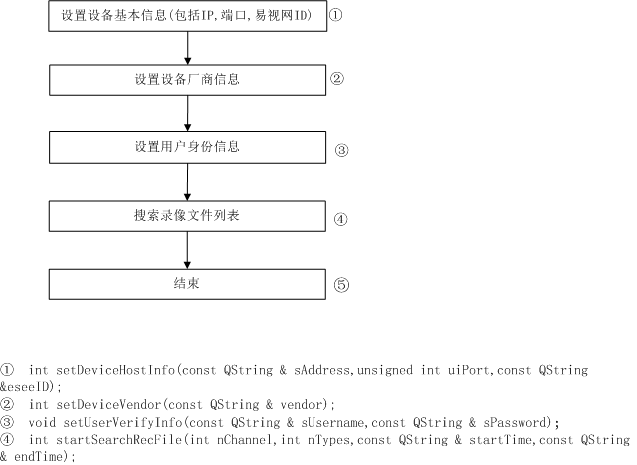 设置设备基本信息(包括IP,端口,易视网ID) ①
设置设备厂商信息 ②
设置用户身份信息 ③
搜索录像文件列表 ④
结束 ⑤
① int setDeviceHostInfo(const QString & sAddress,unsigned int uiPort,const QString
&eseeID);
② int setDeviceVendor(const QString & vendor);
③ void setUserVerifyInfo(const QString & sUsername,const QString & sPassword);
④ int startSearchRecFile(int nChannel,int nTypes,const QString & startTime,const QString
& endTime);